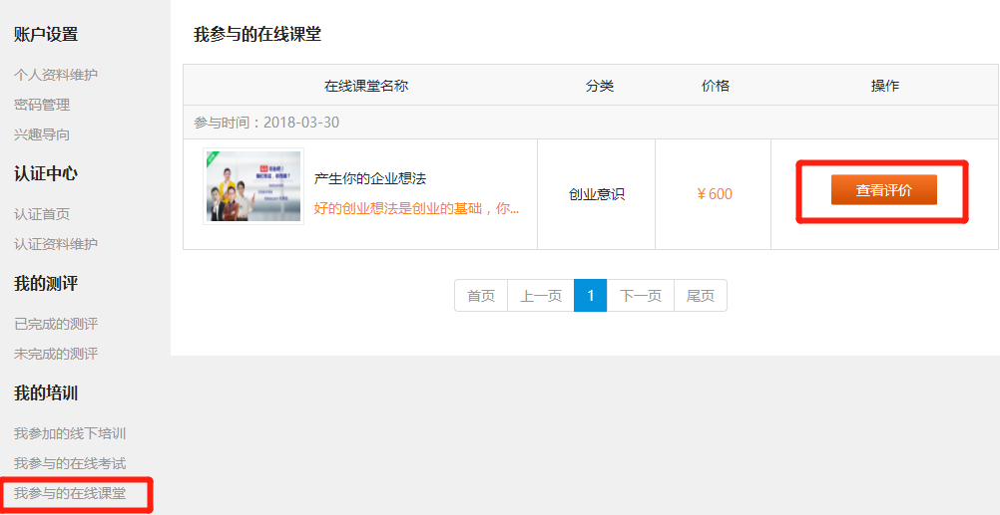 账户设置
个人资料维护
密码管理
兴趣导向
认证中心
认证首页
认证资料维护
我的测评
已完成的测评
未完成的测评
我的培训
我参加的线下培训
我参与的在线考试
我参与的在线课堂
我参与的在线课堂
在线课堂名称 分类 价格 操作
参与时间：2018-03-30
产生你的企业想法
好的创业想法是创业的基础，你...
创业意识
¥ 600
查看评价
首页 上一页 1 下一页 尾页